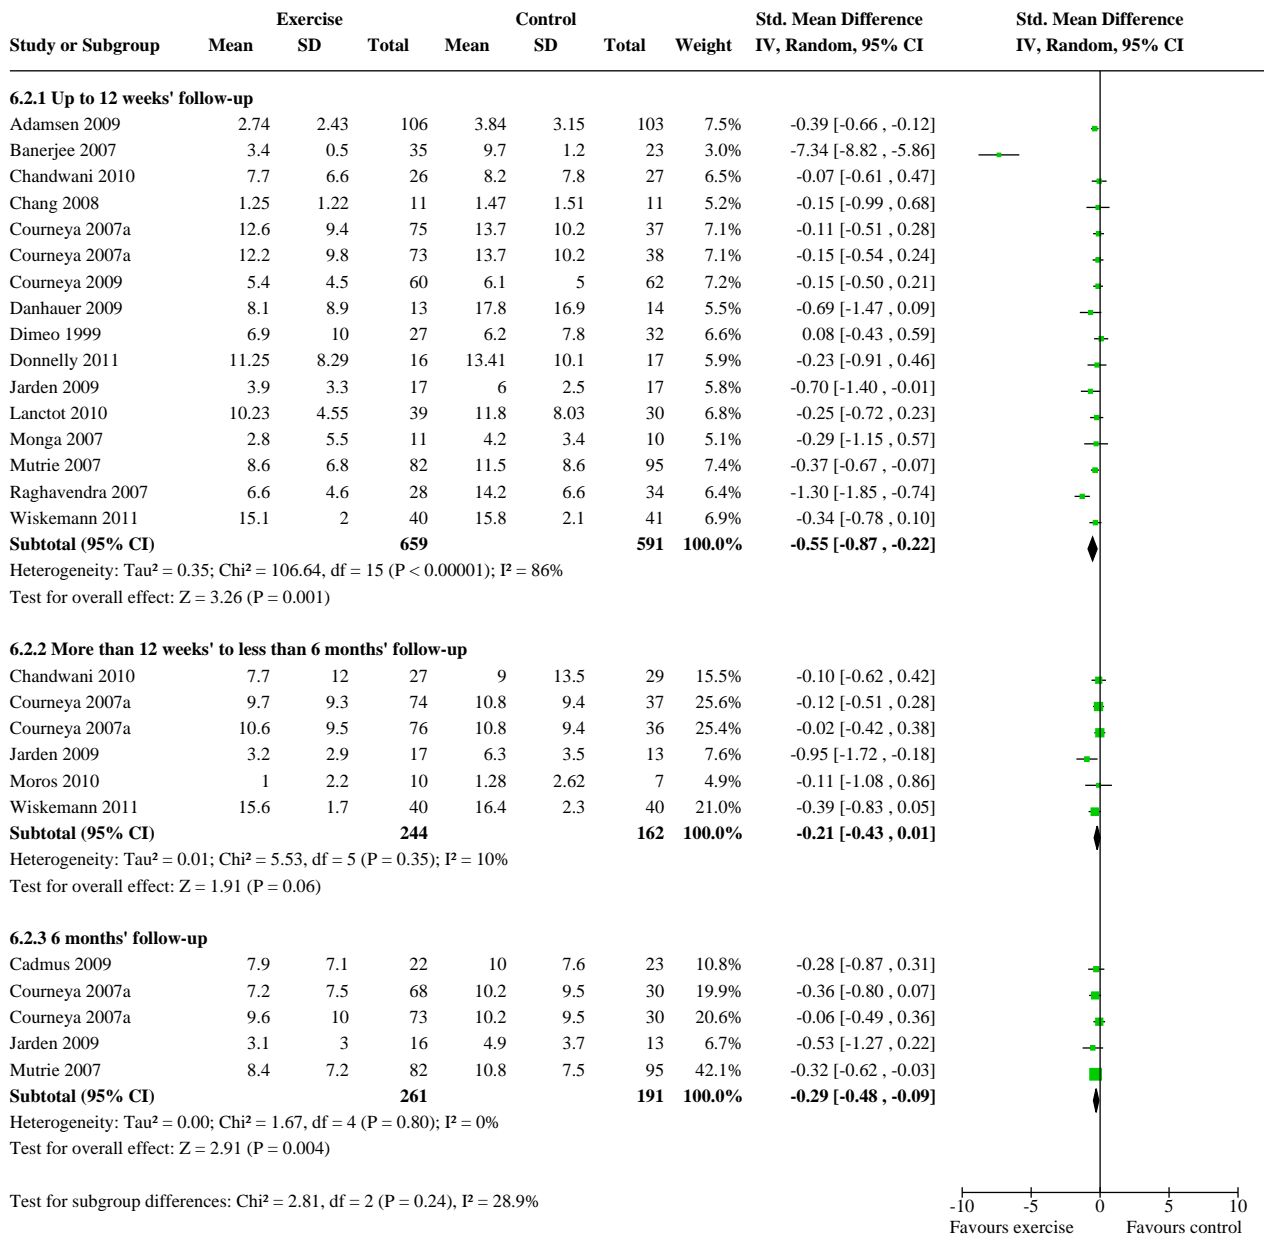 Exercise Control Std. Mean Difference Std. Mean Difference
Study or Subgroup Mean SD Total Mean SD Total Weight IV, Random, 95% CI IV, Random, 95% CI
6.2.1 Up to 12 weeks' follow-up
Adamsen 2009 2.74 2.43 106 3.84 3.15 103 7.5% -0.39 [-0.66 , -0.12]
Banerjee 2007 3.4 0.5 35 9.7 1.2 23 3.0% -7.34 [-8.82 , -5.86]
Chandwani 2010 7.7 6.6 26 8.2 7.8 27 6.5% -0.07 [-0.61 , 0.47]
Chang 2008 1.25 1.22 11 1.47 1.51 11 5.2% -0.15 [-0.99 , 0.68]
Courneya 2007a 12.6 9.4 75 13.7 10.2 37 7.1% -0.11 [-0.51 , 0.28]
Courneya 2007a 12.2 9.8 73 13.7 10.2 38 7.1% -0.15 [-0.54 , 0.24]
Courneya 2009 5.4 4.5 60 6.1 5 62 7.2% -0.15 [-0.50 , 0.21]
Danhauer 2009 8.1 8.9 13 17.8 16.9 14 5.5% -0.69 [-1.47 , 0.09]
Dimeo 1999 6.9 10 27 6.2 7.8 32 6.6% 0.08 [-0.43 , 0.59]
Donnelly 2011 11.25 8.29 16 13.41 10.1 17 5.9% -0.23 [-0.91 , 0.46]
Jarden 2009 3.9 3.3 17 6 2.5 17 5.8% -0.70 [-1.40 , -0.01]
Lanctot 2010 10.23 4.55 39 11.8 8.03 30 6.8% -0.25 [-0.72 , 0.23]
Monga 2007 2.8 5.5 11 4.2 3.4 10 5.1% -0.29 [-1.15 , 0.57]
Mutrie 2007 8.6 6.8 82 11.5 8.6 95 7.4% -0.37 [-0.67 , -0.07]
Raghavendra 2007 6.6 4.6 28 14.2 6.6 34 6.4% -1.30 [-1.85 , -0.74]
Wiskemann 2011 15.1 2 40 15.8 2.1 41 6.9% -0.34 [-0.78 , 0.10]
Subtotal (95% CI) 659 591 100.0% -0.55 [-0.87 , -0.22]
Heterogeneity: Tau² = 0.35; Chi² = 106.64, df = 15 (P < 0.00001); I² = 86%
Test for overall effect: Z = 3.26 (P = 0.001)
6.2.2 More than 12 weeks' to less than 6 months' follow-up
Chandwani 2010 7.7 12 27 9 13.5 29 15.5% -0.10 [-0.62 , 0.42]
Courneya 2007a 9.7 9.3 74 10.8 9.4 37 25.6% -0.12 [-0.51 , 0.28]
Courneya 2007a 10.6 9.5 76 10.8 9.4 36 25.4% -0.02 [-0.42 , 0.38]
Jarden 2009 3.2 2.9 17 6.3 3.5 13 7.6% -0.95 [-1.72 , -0.18]
Moros 2010 1 2.2 10 1.28 2.62 7 4.9% -0.11 [-1.08 , 0.86]
Wiskemann 2011 15.6 1.7 40 16.4 2.3 40 21.0% -0.39 [-0.83 , 0.05]
Subtotal (95% CI) 244 162 100.0% -0.21 [-0.43 , 0.01]
Heterogeneity: Tau² = 0.01; Chi² = 5.53, df = 5 (P = 0.35); I² = 10%
Test for overall effect: Z = 1.91 (P = 0.06)
6.2.3 6 months' follow-up
Cadmus 2009 7.9 7.1 22 10 7.6 23 10.8% -0.28 [-0.87 , 0.31]
Courneya 2007a 7.2 7.5 68 10.2 9.5 30 19.9% -0.36 [-0.80 , 0.07]
Courneya 2007a 9.6 10 73 10.2 9.5 30 20.6% -0.06 [-0.49 , 0.36]
Jarden 2009 3.1 3 16 4.9 3.7 13 6.7% -0.53 [-1.27 , 0.22]
Mutrie 2007 8.4 7.2 82 10.8 7.5 95 42.1% -0.32 [-0.62 , -0.03]
Subtotal (95% CI) 261 191 100.0% -0.29 [-0.48 , -0.09]
Heterogeneity: Tau² = 0.00; Chi² = 1.67, df = 4 (P = 0.80); I² = 0%
Test for overall effect: Z = 2.91 (P = 0.004)
Test for subgroup differences: Chi² = 2.81, df = 2 (P = 0.24), I² = 28.9%
-10 -5 0 5 10
Favours exercise Favours control